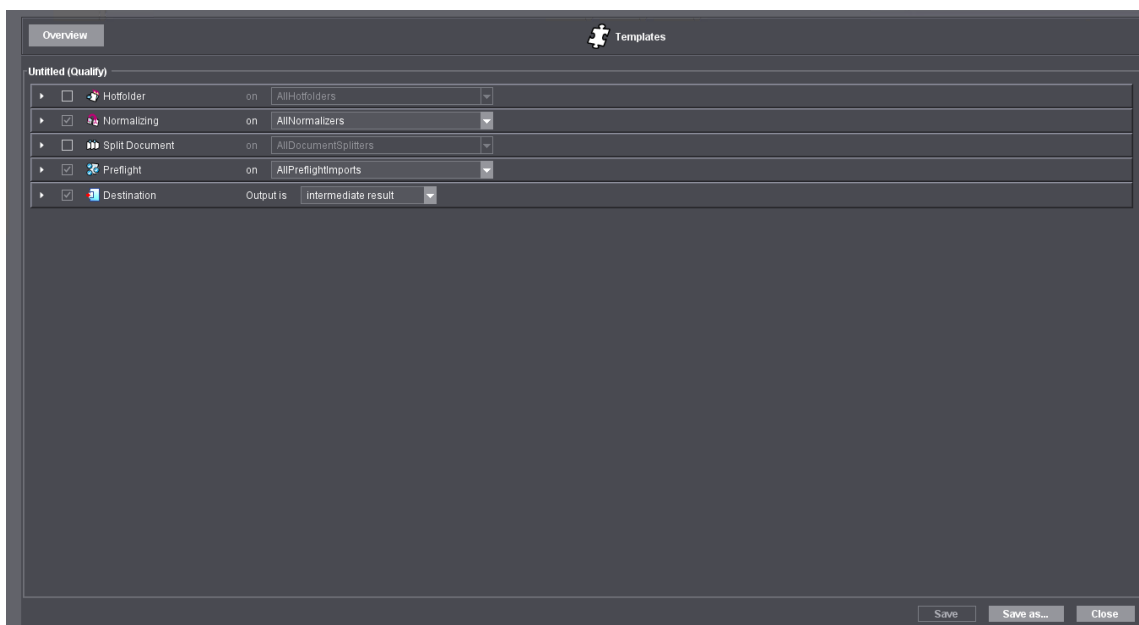 Overview
Templates
Untitled (Qualify)
Hotfolder on AllHotfolders
Normalizing on AllNormalizers
Split Document on AllDocumentSplitters
Preflight on AllPreflightImports
Destination Output is intermediate result
Save Save as... Close